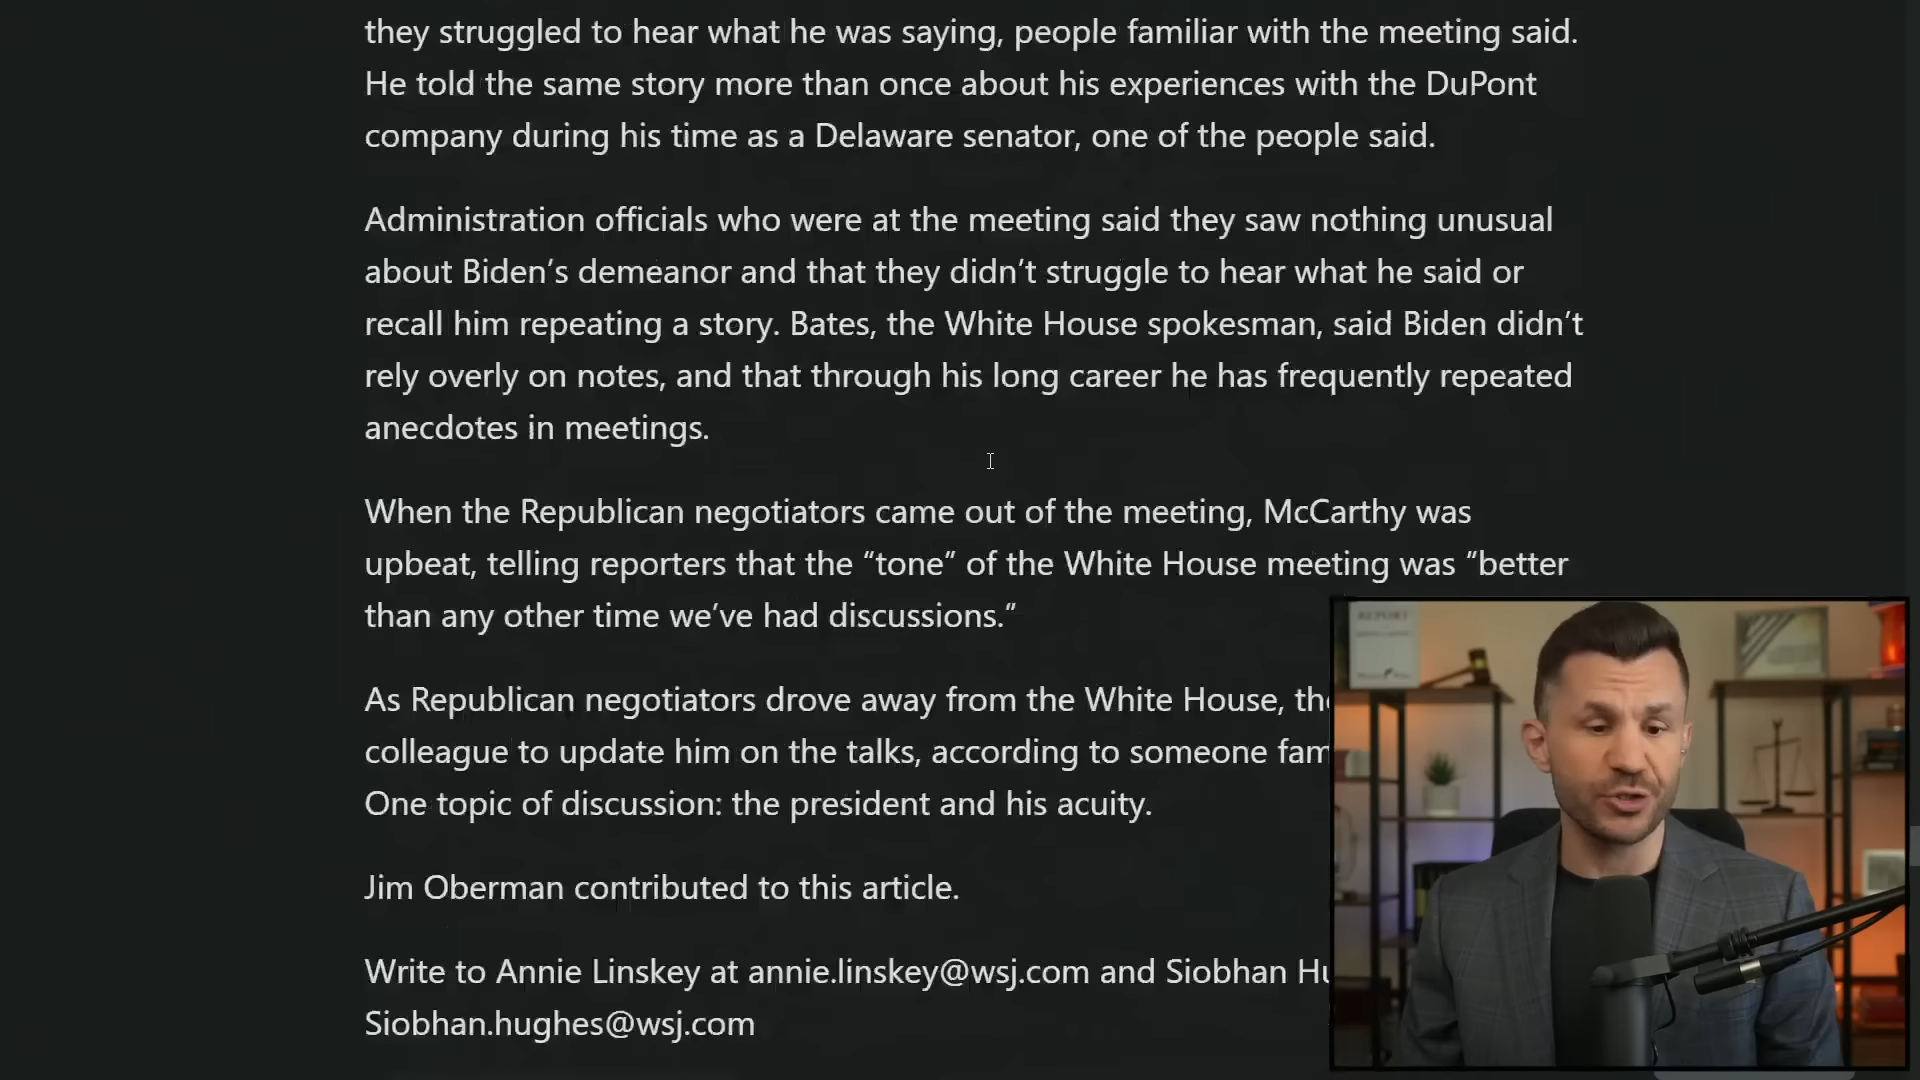 they struggled to hear what he was saying, people familiar with the meeting said.
He told the same story more than once about his experiences with the DuPont
company during his time as a Delaware senator, one of the people said.
Administration officials who were at the meeting said they saw nothing unusual
about Biden’s demeanor and that they didn’t struggle to hear what he said or
recall him repeating a story. Bates, the White House spokesman, said Biden didn’t
rely overly on notes, and that through his long career he has frequently repeated
anecdotes in meetings.
When the Republican negotiators came out of the meeting, McCarthy was
upbeat, telling reporters that the “tone” of the White House meeting was ”better
than any other time we’ve had discussions.”
As Republican negotiators drove away from the White House,
colleague to update him on the talks, according to someone
One topic of discussion: the president and his acuity.
Jim Oberman contributed to this article.
Write to Annie Linskey at annie.linskey@wsj.com and Siobhan
Siobhan.hughes@wsj.com
REPORT